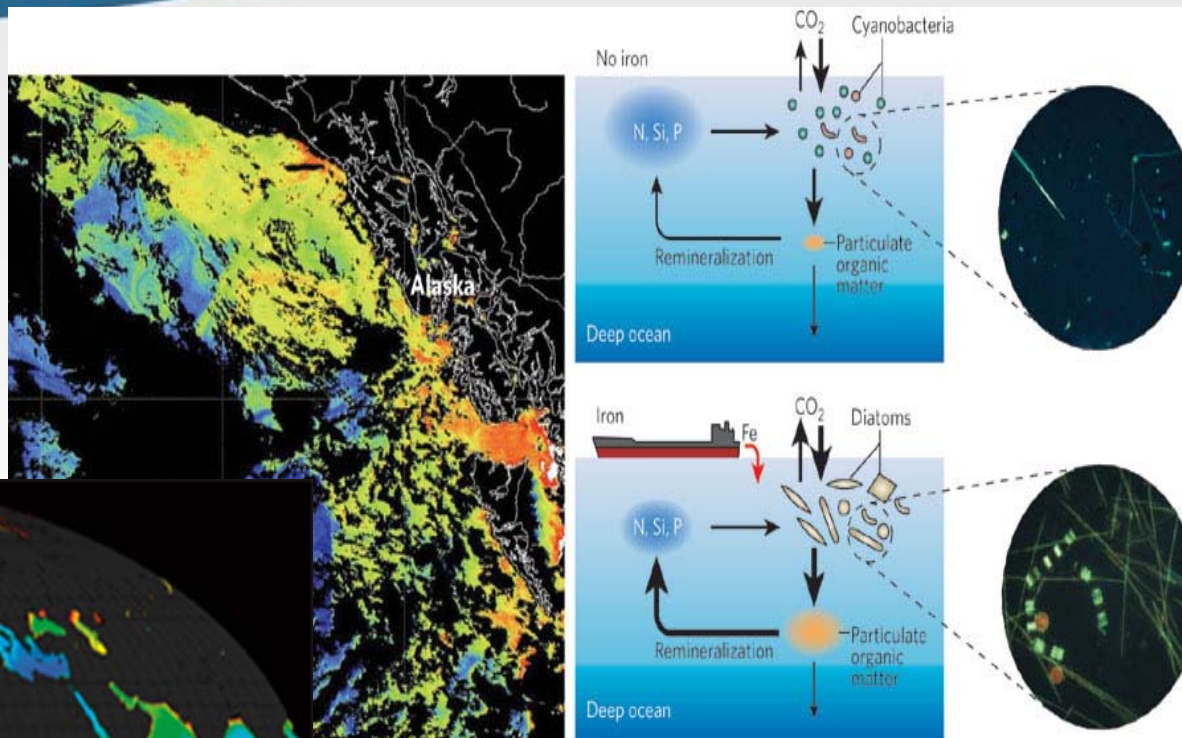 Alaska
CO2
Cyanobacteria
No iron
N, Si, P
Remineralization
Particulate
organic
matter
Deep ocean
CO2
Iron
Fe
Diatoms
N, Si, P
Remineralization
Particulate
organic
matter
Deep ocean